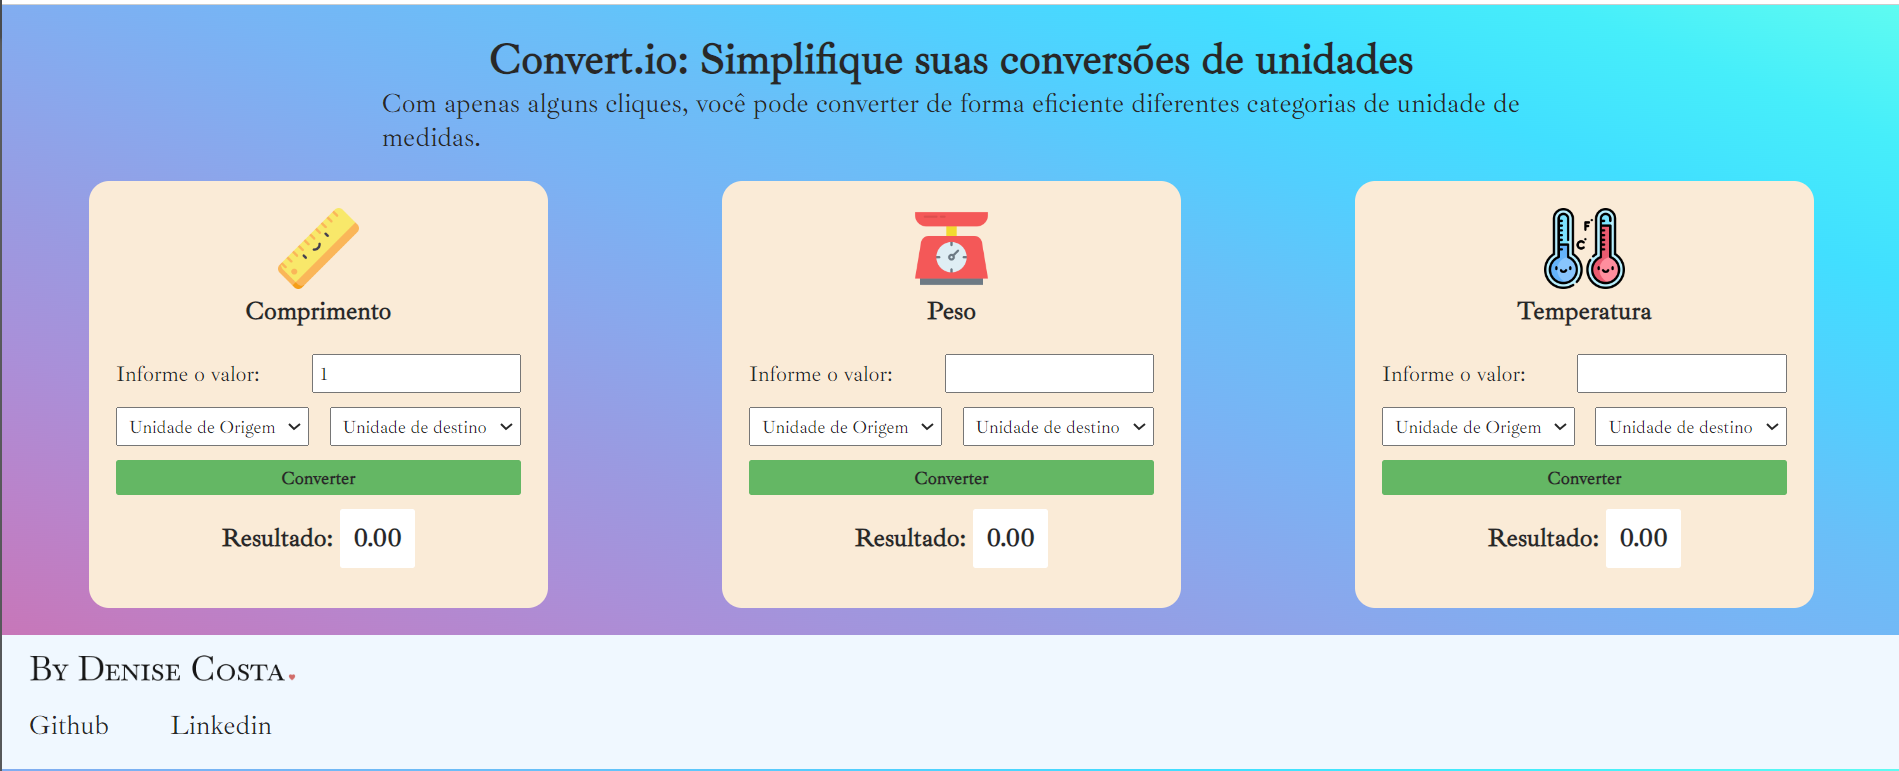 Convert.io: Simplifique suas conversões de unidades
Com apenas alguns cliques, você pode converter de forma eficiente diferentes categorias de unidade de
medidas.
F°
C°
Comprimento
Informe o valor: 1
Unidade de Origem Unidade de destino
Converter
Resultado: 0.00
Peso
Informe o valor:
Unidade de Origem Unidade de destino
Converter
Resultado: 0.00
Temperatura
Informe o valor:
Unidade de Origem Unidade de destino
Converter
Resultado: 0.00
By Denise Costa.
Github Linkedin